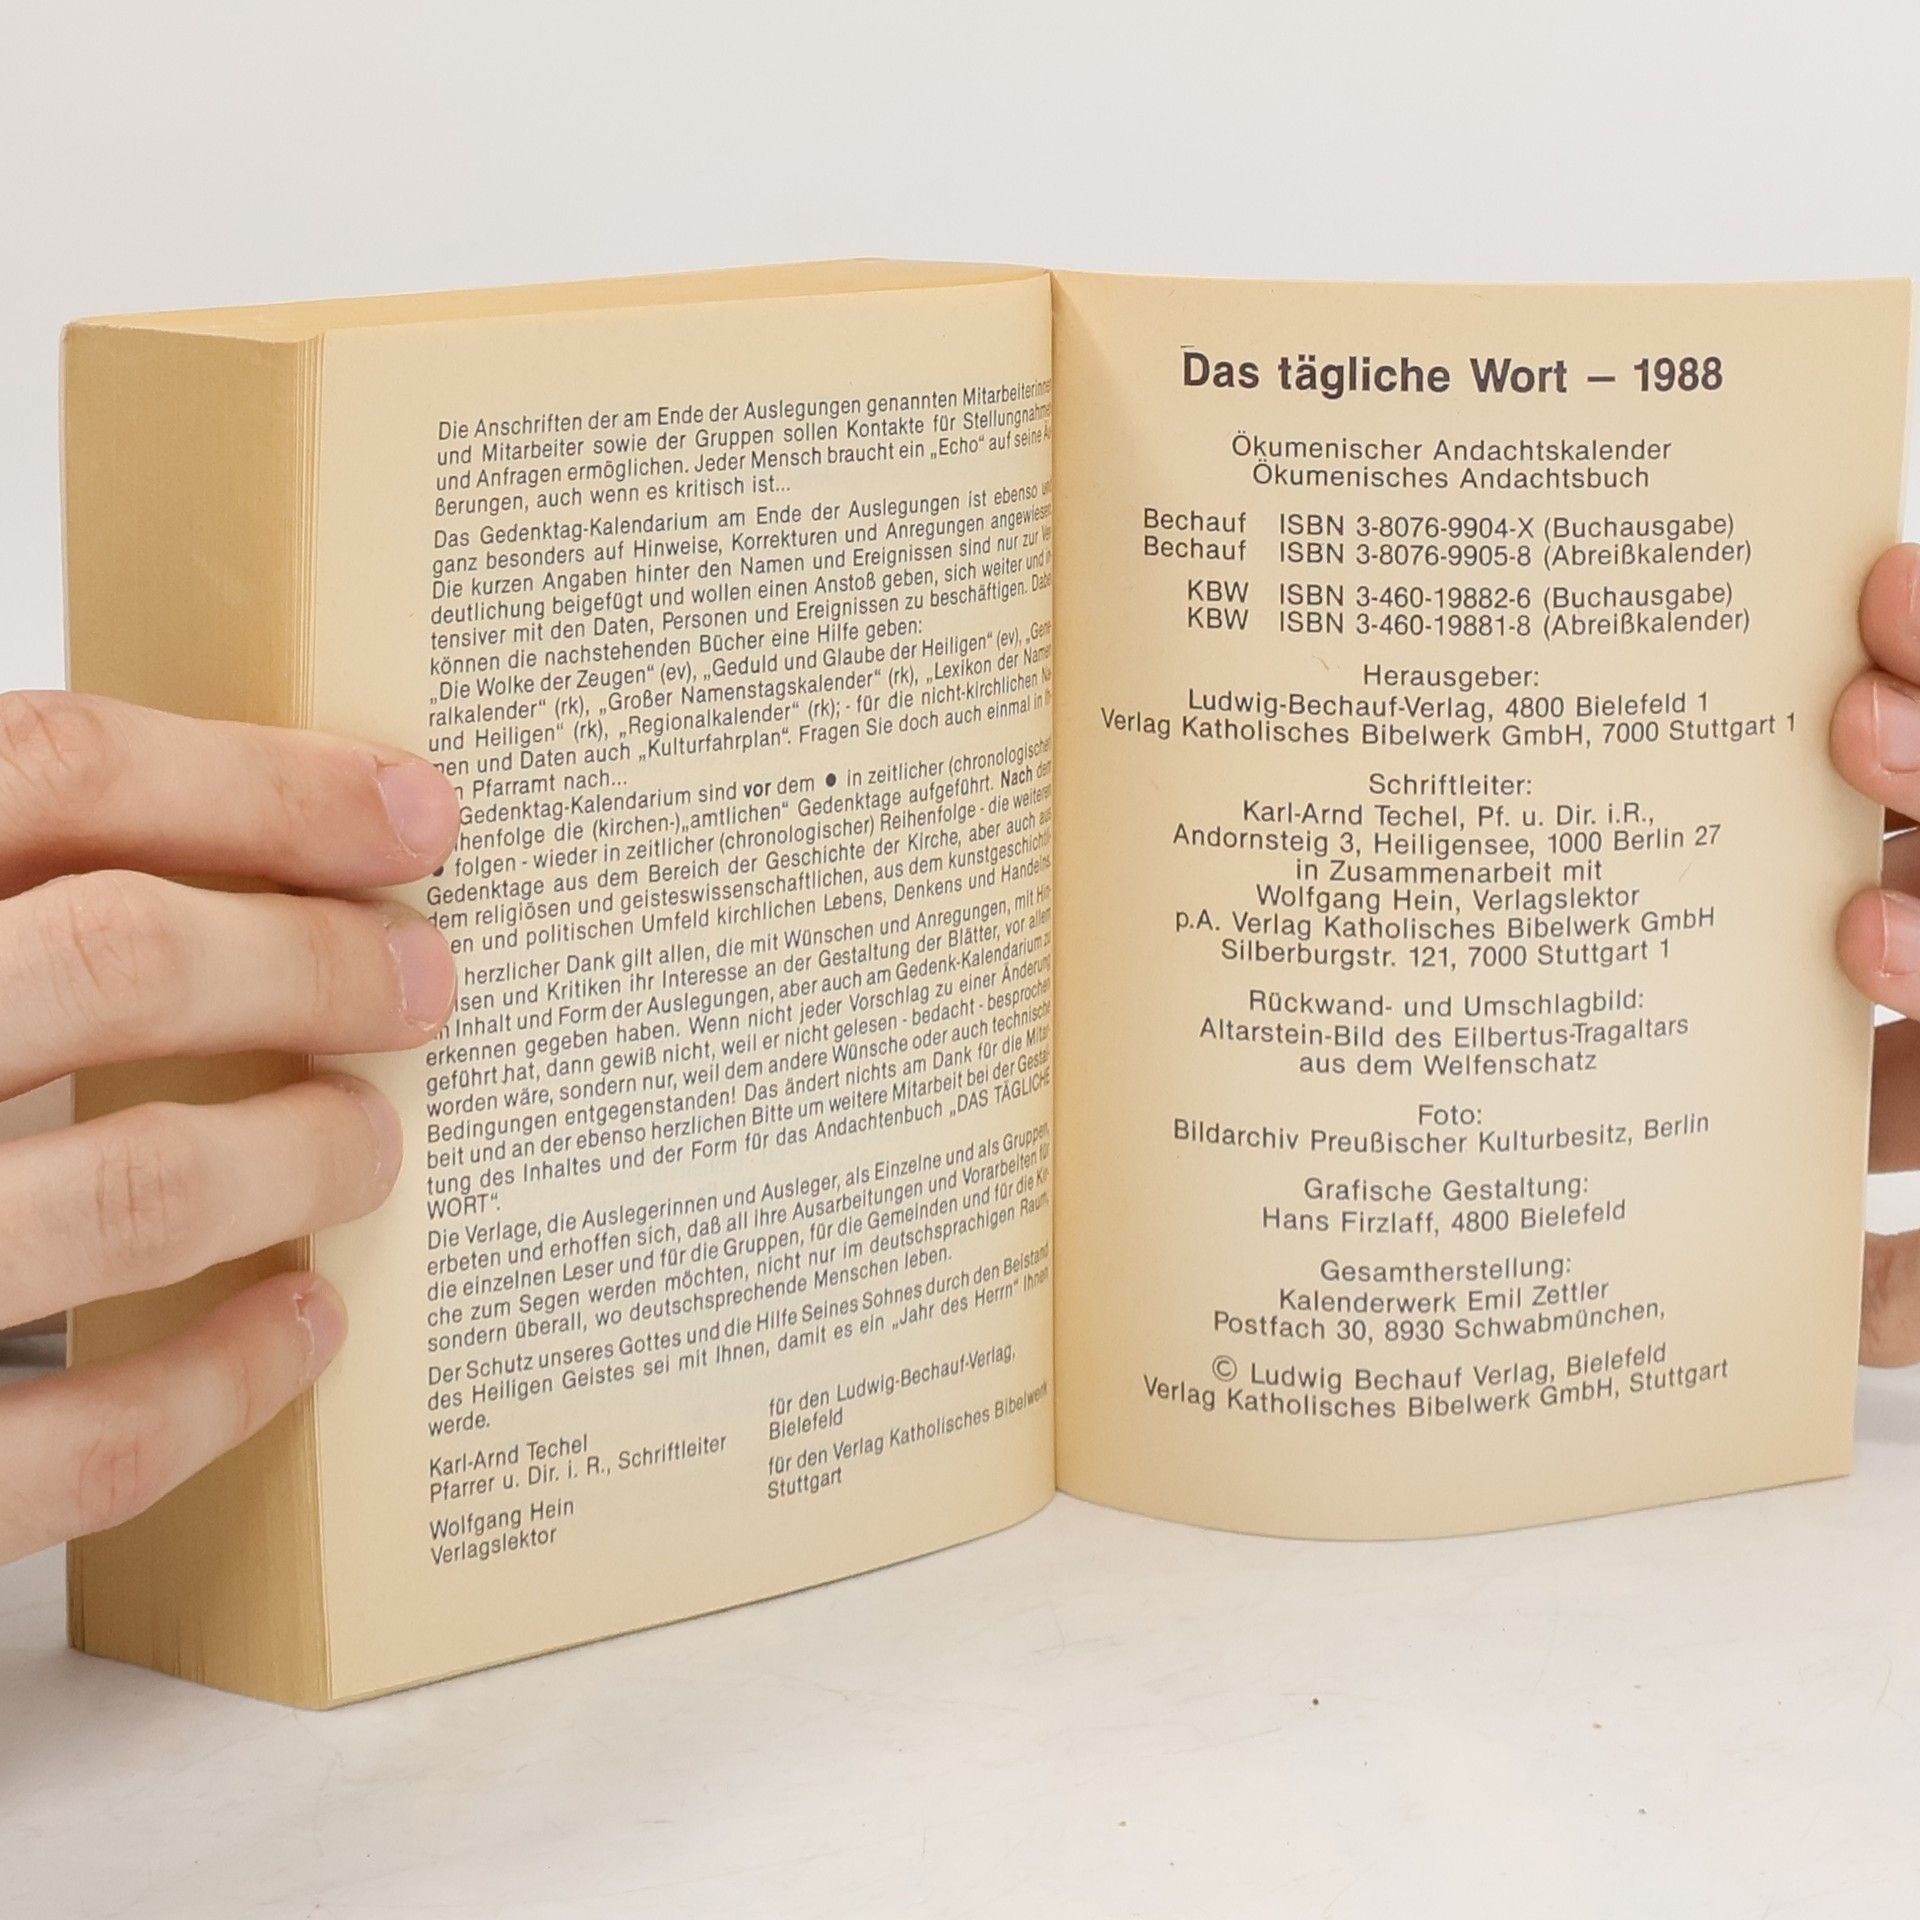 Die Anschriften der am Ende der Auslegungen genannten Mitarbeiterinnen
und Mitarbeiter sowie der Gruppen sollen Kontakte für Stellungnahmen
und Anfragen ermöglichen. Jeder Mensch braucht ein „Echo“ auf seine
ßerungen, auch wenn es kritisch ist...
Das Gedenktag-Kalendarium am Ende der Auslegungen ist ebenso und
ganz besonders auf Hinweise, Korrekturen und Anregungen angewiesen.
Die kurzen Angaben hinter den Namen und Ereignissen sind nur zur
deutlichung beigefügt und wollen einen Anstoß geben, sich weiter und
tensiver mit den Daten, Personen und Ereignissen zu beschäftigen. Dabei
können die nachstehenden Bücher eine Hilfe geben:
„Die Wolke der Zeugen“ (ev), „Geduld und Glaube der Heiligen“ (ev), „Gene
ralkalender“ (rk), „Großer Namenstagskalender“ (rk), „Lexikon der Namen
und Heiligen“ (rk), „Regionalkalender“ (rk); - für die nicht-kirchlichen
nen und Daten auch „Kulturfahrplan“. Fragen Sie doch auch einmal in
Pfarramt nach...
Gedenktag-Kalendarium sind vor dem ● in zeitlicher (chronologischer)
henfolge die (kirchen-)„amtlichen“ Gedenktage aufgeführt. Nach dem
● folgen - wieder in zeitlicher (chronologischer) Reihenfolge - die weiteren
Gedenktage aus dem Bereich der Geschichte der Kirche, aber auch aus
dem religiösen und geisteswissenschaftlichen, aus dem kunstgeschichtli-
en und politischen Umfeld kirchlichen Lebens, Denkens und Handelns.
herzlicher Dank gilt allen, die mit Wünschen und Anregungen, mit Hin-
isen und Kritiken ihr Interesse an der Gestaltung der Blätter, vor allem
Inhalt und Form der Auslegungen, aber auch am Gedenk-Kalendarium zu
erkennen gegeben haben. Wenn nicht jeder Vorschlag zu einer Änderung
geführt hat, dann gewiß nicht, weil er nicht gelesen - bedacht - besprochen
worden wäre, sondern nur, weil dem andere Wünsche oder auch technische
Bedingungen entgegenstanden! Das ändert nichts am Dank für die Mitar-
beit und an der ebenso herzlichen Bitte um weitere Mitarbeit bei der Gestal-
tung des Inhaltes und der Form für das Andachtenbuch „DAS TÄGLICHE
WORT“.
Die Verlage, die Auslegerinnen und Ausleger, als Einzelne und als Gruppen,
erbeten und erhoffen sich, daß all ihre Ausarbeitungen und Vorarbeiten für
die einzelnen Leser und für die Gruppen, für die Gemeinden und für die Kir-
che zum Segen werden möchten, nicht nur im deutschsprachigen Raum,
sondern überall, wo deutschsprechende Menschen leben.
Der Schutz unseres Gottes und die Hilfe Seines Sohnes durch den Beistand
des Heiligen Geistes sei mit Ihnen, damit es ein „Jahr des Herrn“ Ihnen
werde.
Karl-Arnd Techel
Pfarrer u. Dir. i. R., Schriftleiter
für den Ludwig-Bechauf-Verlag,
Bielefeld
Wolfgang Hein
Verlagslektor
für den Verlag Katholisches Bibelwerk
Stuttgart
Das tägliche Wort – 1988
Ökumenischer Andachtskalender
Ökumenisches Andachtsbuch
Bechauf ISBN 3-8076-9904-X (Buchausgabe)
Bechauf ISBN 3-8076-9905-8 (Abreißkalender)
KBW ISBN 3-460-19882-6 (Buchausgabe)
KBW ISBN 3-460-19881-8 (Abreißkalender)
Herausgeber:
Ludwig-Bechauf-Verlag, 4800 Bielefeld 1
Verlag Katholisches Bibelwerk GmbH, 7000 Stuttgart 1
Schriftleiter:
Karl-Arnd Techel, Pf. u. Dir. i.R.,
Andornsteig 3, Heiligensee, 1000 Berlin 27
in Zusammenarbeit mit
Wolfgang Hein, Verlagslektor
p.A. Verlag Katholisches Bibelwerk GmbH
Silberburgstr. 121, 7000 Stuttgart 1
Rückwand- und Umschlagbild:
Altarstein-Bild des Eilbertus-Tragaltars
aus dem Welfenschatz
Foto:
Bildarchiv Preußischer Kulturbesitz, Berlin
Grafische Gestaltung:
Hans Firzlaff, 4800 Bielefeld
Gesamtherstellung:
Kalenderwerk Emil Zettler
Postfach 30, 8930 Schwabmünchen,
© Ludwig Bechauf Verlag, Bielefeld
Verlag Katholisches Bibelwerk GmbH, Stuttgart